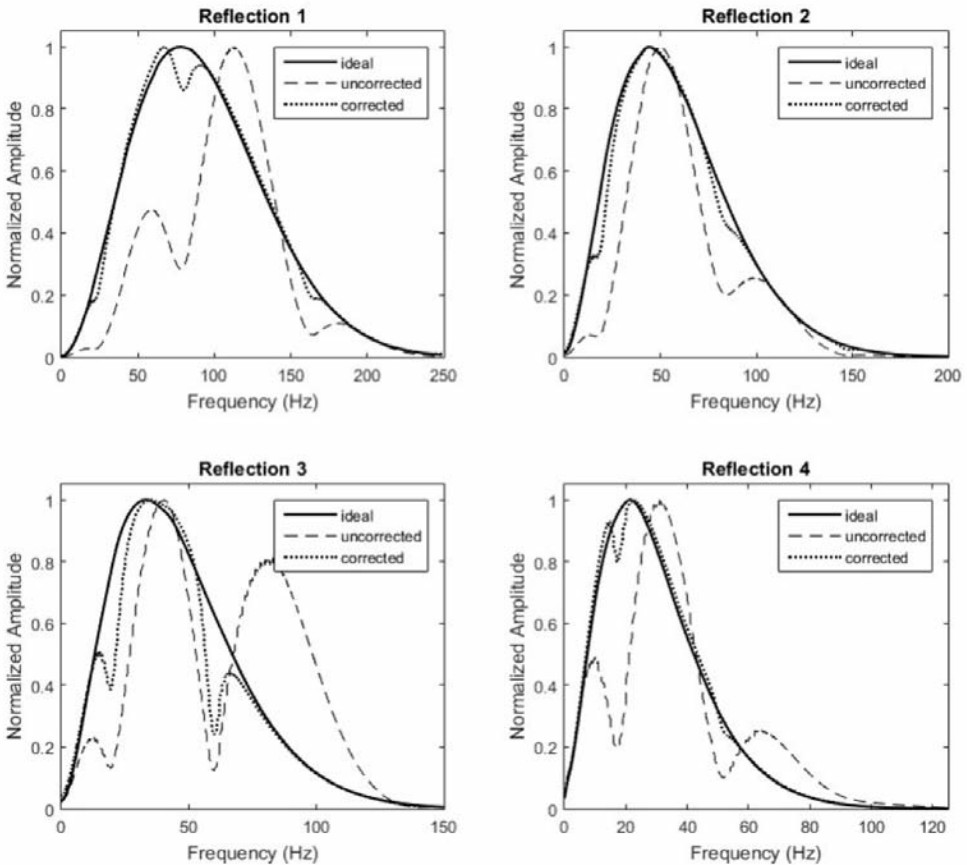 Reflection 1
1
0.8
0.6
0.4
0.2
0
Normalized Amplitude
ideal
uncorrected
corrected
0 50 100 150 200 250
Frequency (Hz)
Reflection 2
1
0.8
0.6
0.4
0.2
0
Normalized Amplitude
ideal
uncorrected
corrected
0 50 100 150 200
Frequency (Hz)
Reflection 3
1
0.8
0.6
0.4
0.2
0
Normalized Amplitude
ideal
uncorrected
corrected
0 50 100 150
Frequency (Hz)
Reflection 4
1
0.8
0.6
0.4
0.2
0
Normalized Amplitude
ideal
uncorrected
corrected
0 20 40 60 80 100 120
Frequency (Hz)